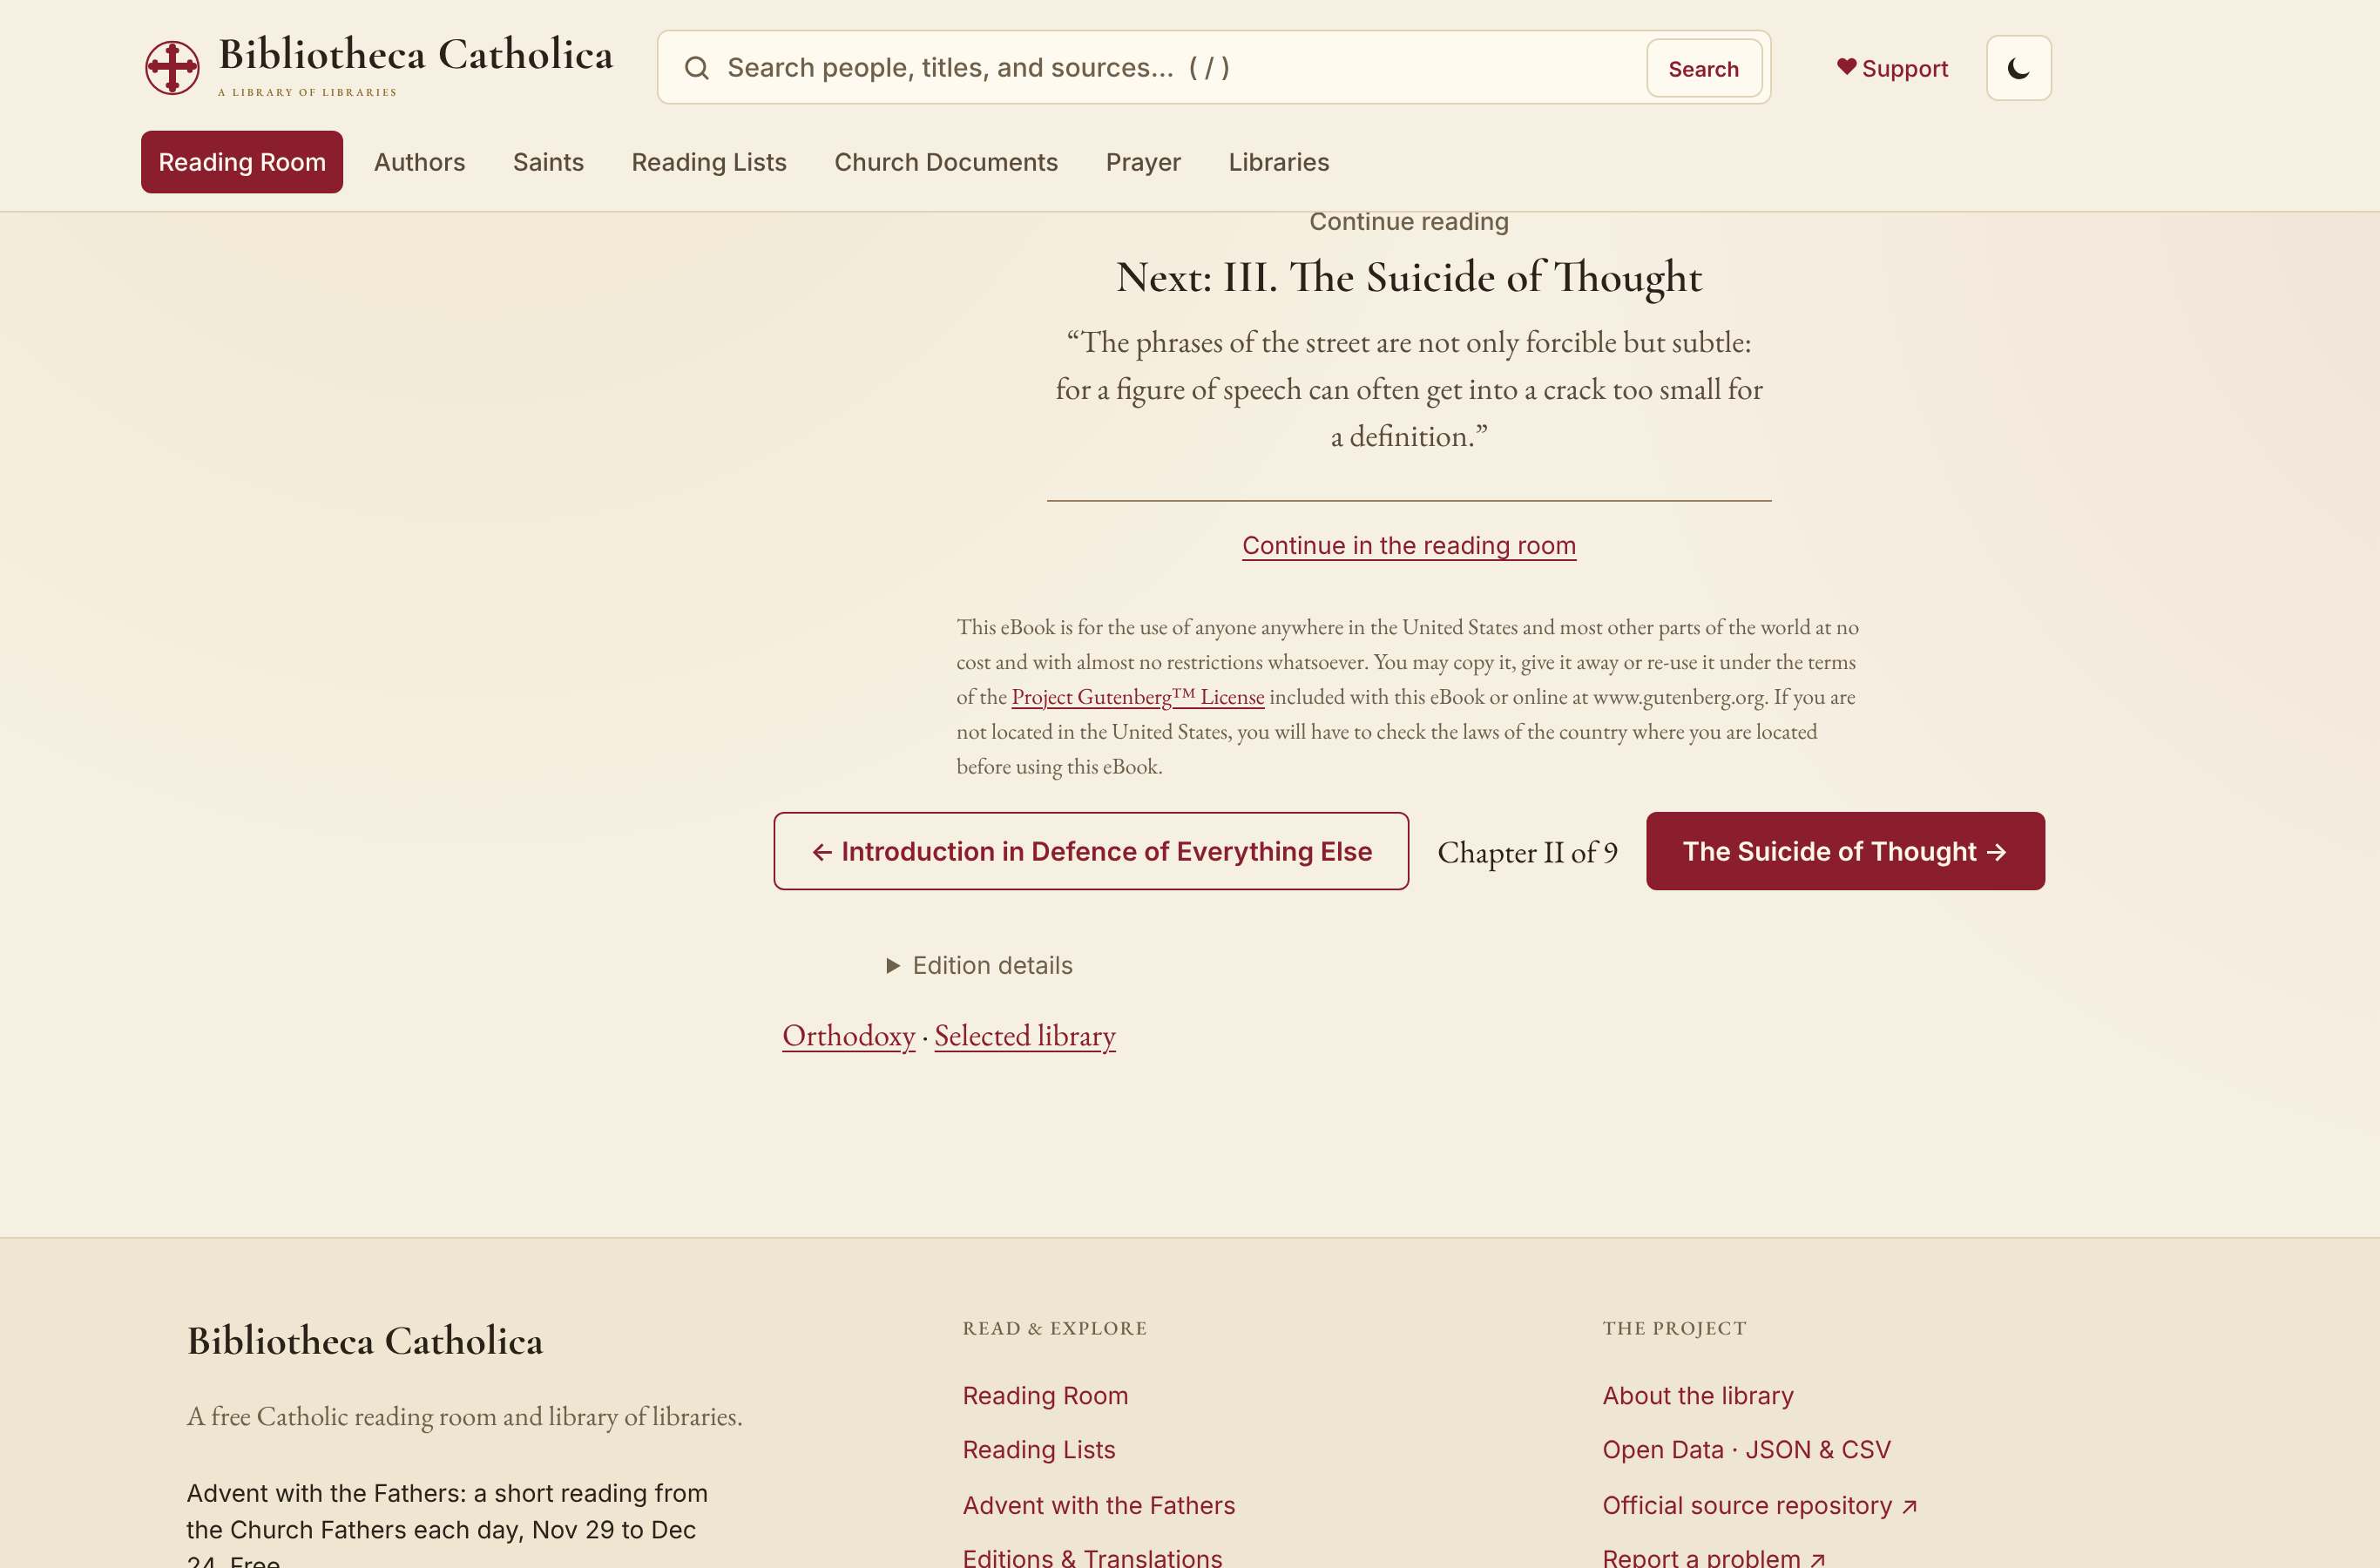 Bibliotheca Catholica
A LIBRARY OF LIBRARIES
Search people, titles, and sources... ( / )
Search
Support
Reading Room
Authors
Saints
Reading Lists
Church Documents
Prayer
Libraries
Continue reading
Next: III. The Suicide of Thought
“The phrases of the street are not only forcible but subtle:
for a figure of speech can often get into a crack too small for
a definition.”
Continue in the reading room
This eBook is for the use of anyone anywhere in the United States and most other parts of the world at no
cost and with almost no restrictions whatsoever. You may copy it, give it away or re-use it under the terms
of the Project Gutenberg™ License included with this eBook or online at www.gutenberg.org. If you are
not located in the United States, you will have to check the laws of the country where you are located
before using this eBook.
← Introduction in Defence of Everything Else
Chapter II of 9
The Suicide of Thought →
▶ Edition details
Orthodoxy · Selected library
Bibliotheca Catholica
A free Catholic reading room and library of libraries.
Advent with the Fathers: a short reading from
the Church Fathers each day, Nov 29 to Dec
24. Free
READ & EXPLORE
Reading Room
Reading Lists
Advent with the Fathers
Editions & Translations
THE PROJECT
About the library
Open Data · JSON & CSV
Official source repository ↗
Report a problem ↗